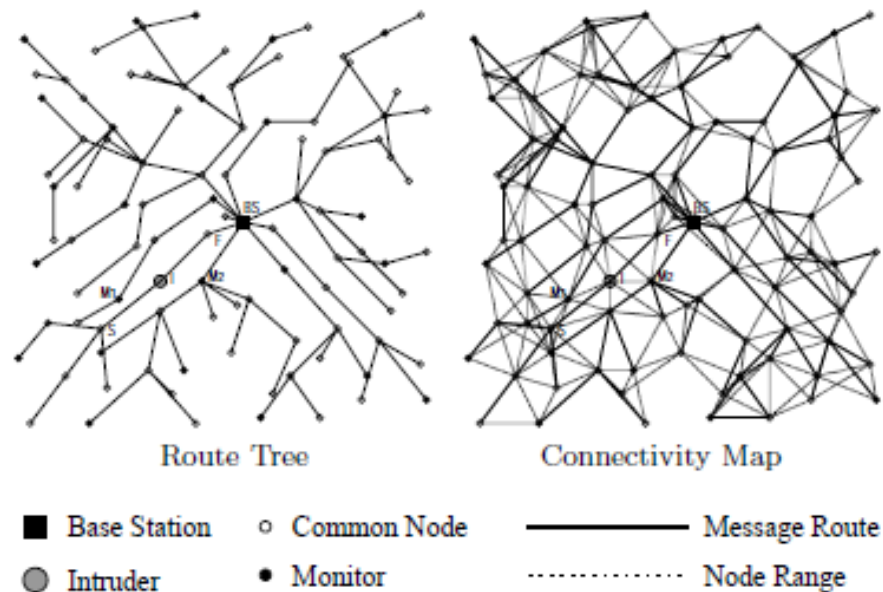 BS
F
I
M1
M2
S
BS
F
I
M1
M2
S
Route Tree
Connectivity Map
Base Station
Common Node
Message Route
Intruder
Monitor
Node Range